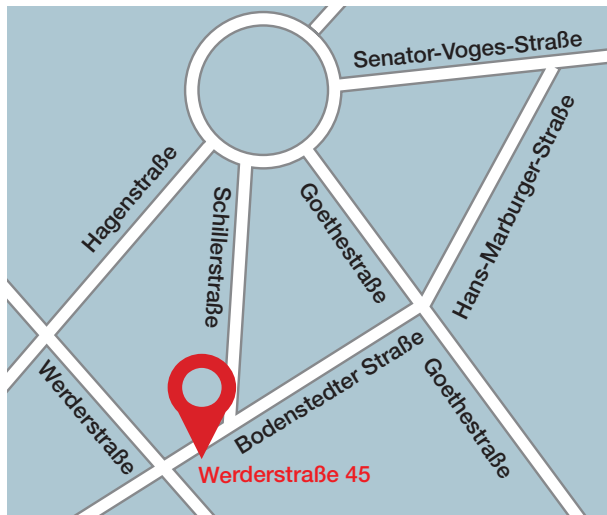 Senator-Voges-Straße
Hagenstraße
Schillerstraße
Goethestraße
Hans-Marburger-Straße
Werderstraße
Bodenstedter Straße
Goethestraße
Werderstraße 45